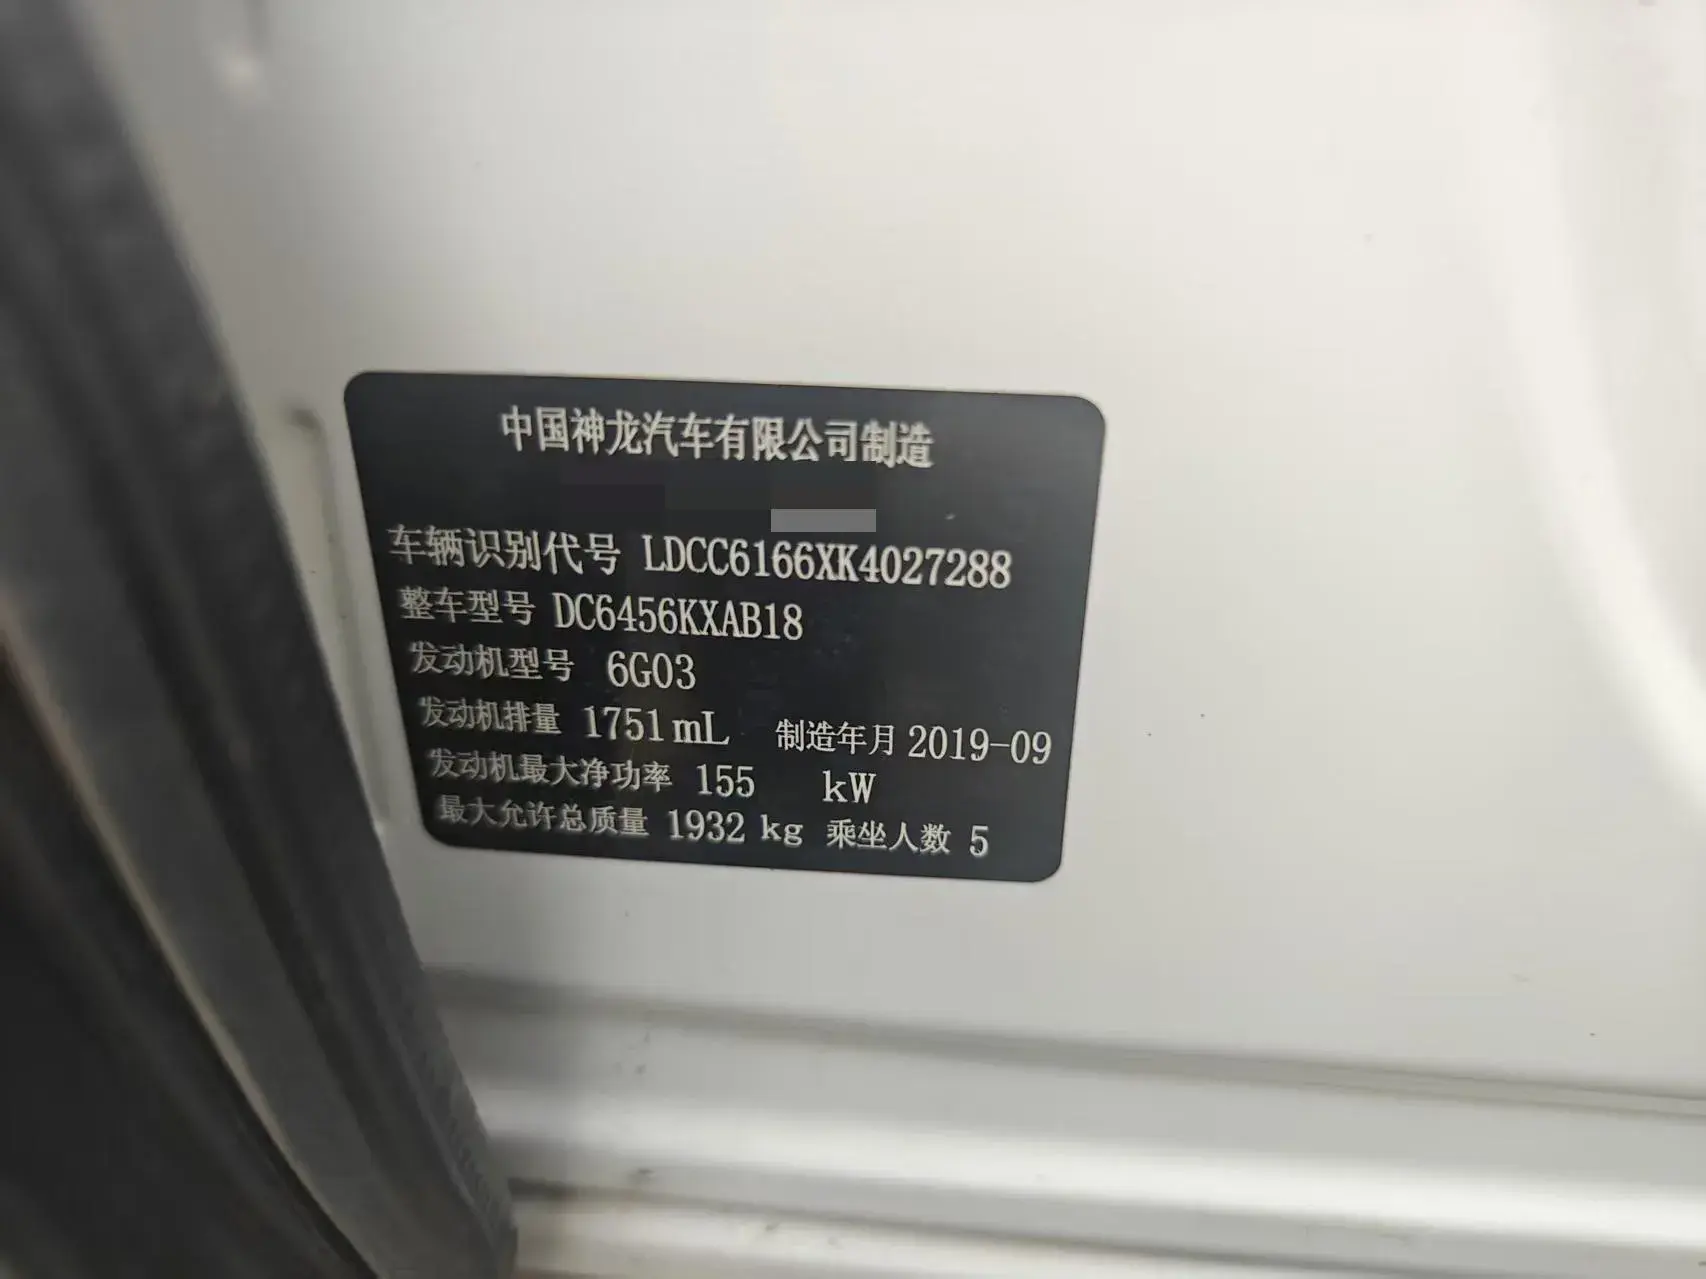 中国神龙汽车有限公司制造
车辆识别代号 LDCC6166XK4027288
整车型号 DC6456KXAB18
发动机型号 6G03
发动机排量 1751mL 制造年月 2019-09
发动机最大净功率 155 kW
最大允许总质量 1932 kg 乘坐人数 5